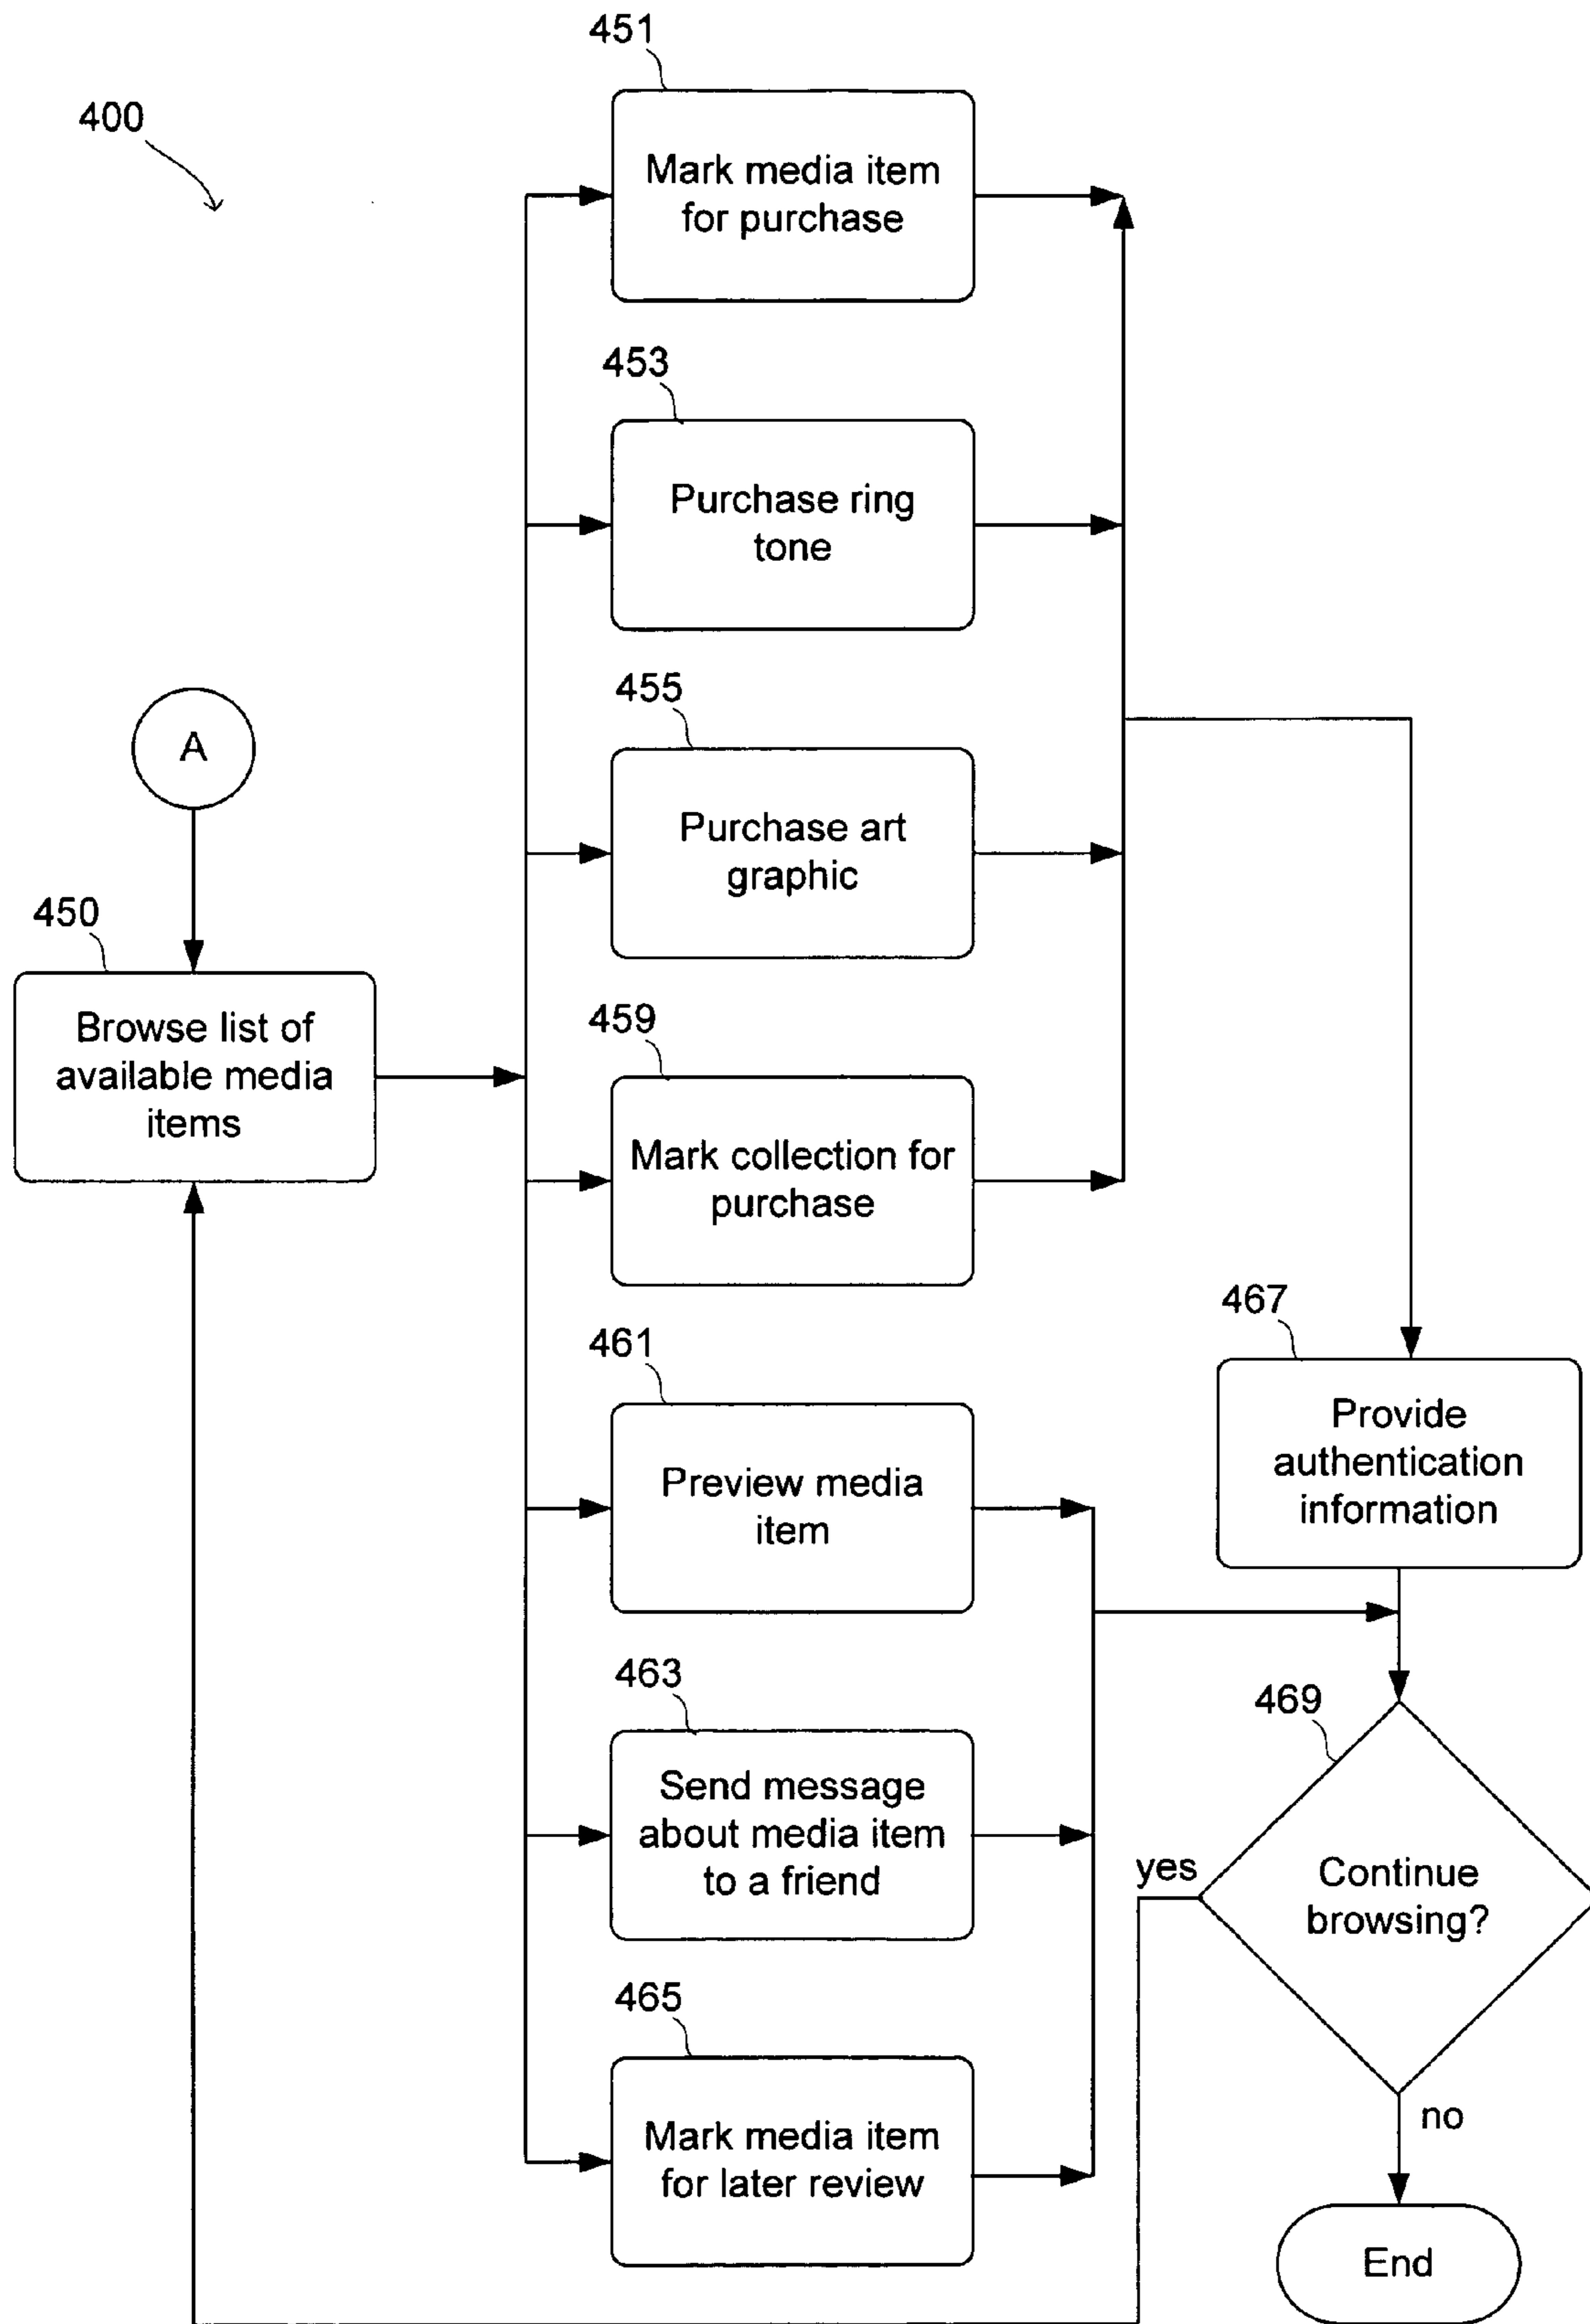 400
451
Mark media item
for purchase
453
Purchase ring
tone
455
Purchase art
graphic
A
450
Browse list of
available media
items
459
Mark collection for
purchase
461
Preview media
item
467
Provide
authentication
information
463
Send message
about media item
to a friend
469
Continue
browsing?
yes
no
465
Mark media item
for later review
End